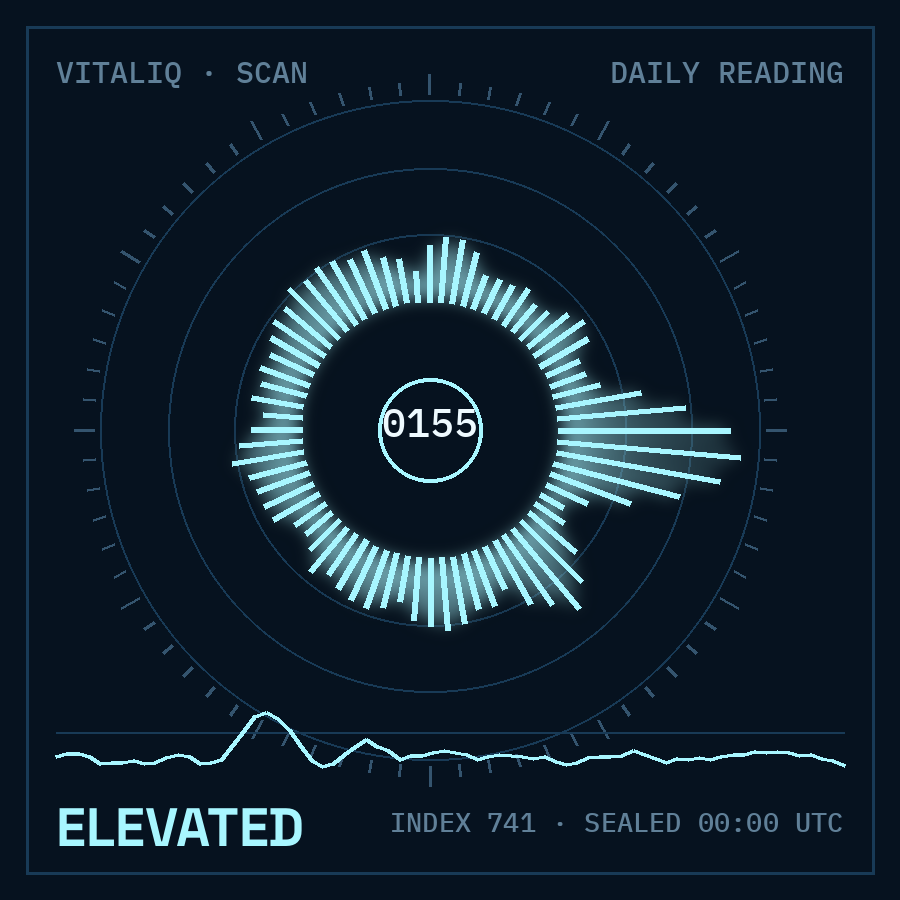 VITALIQ · SCAN
DAILY READING
0155
ELEVATED
INDEX 741 · SEALED 00:00 UTC